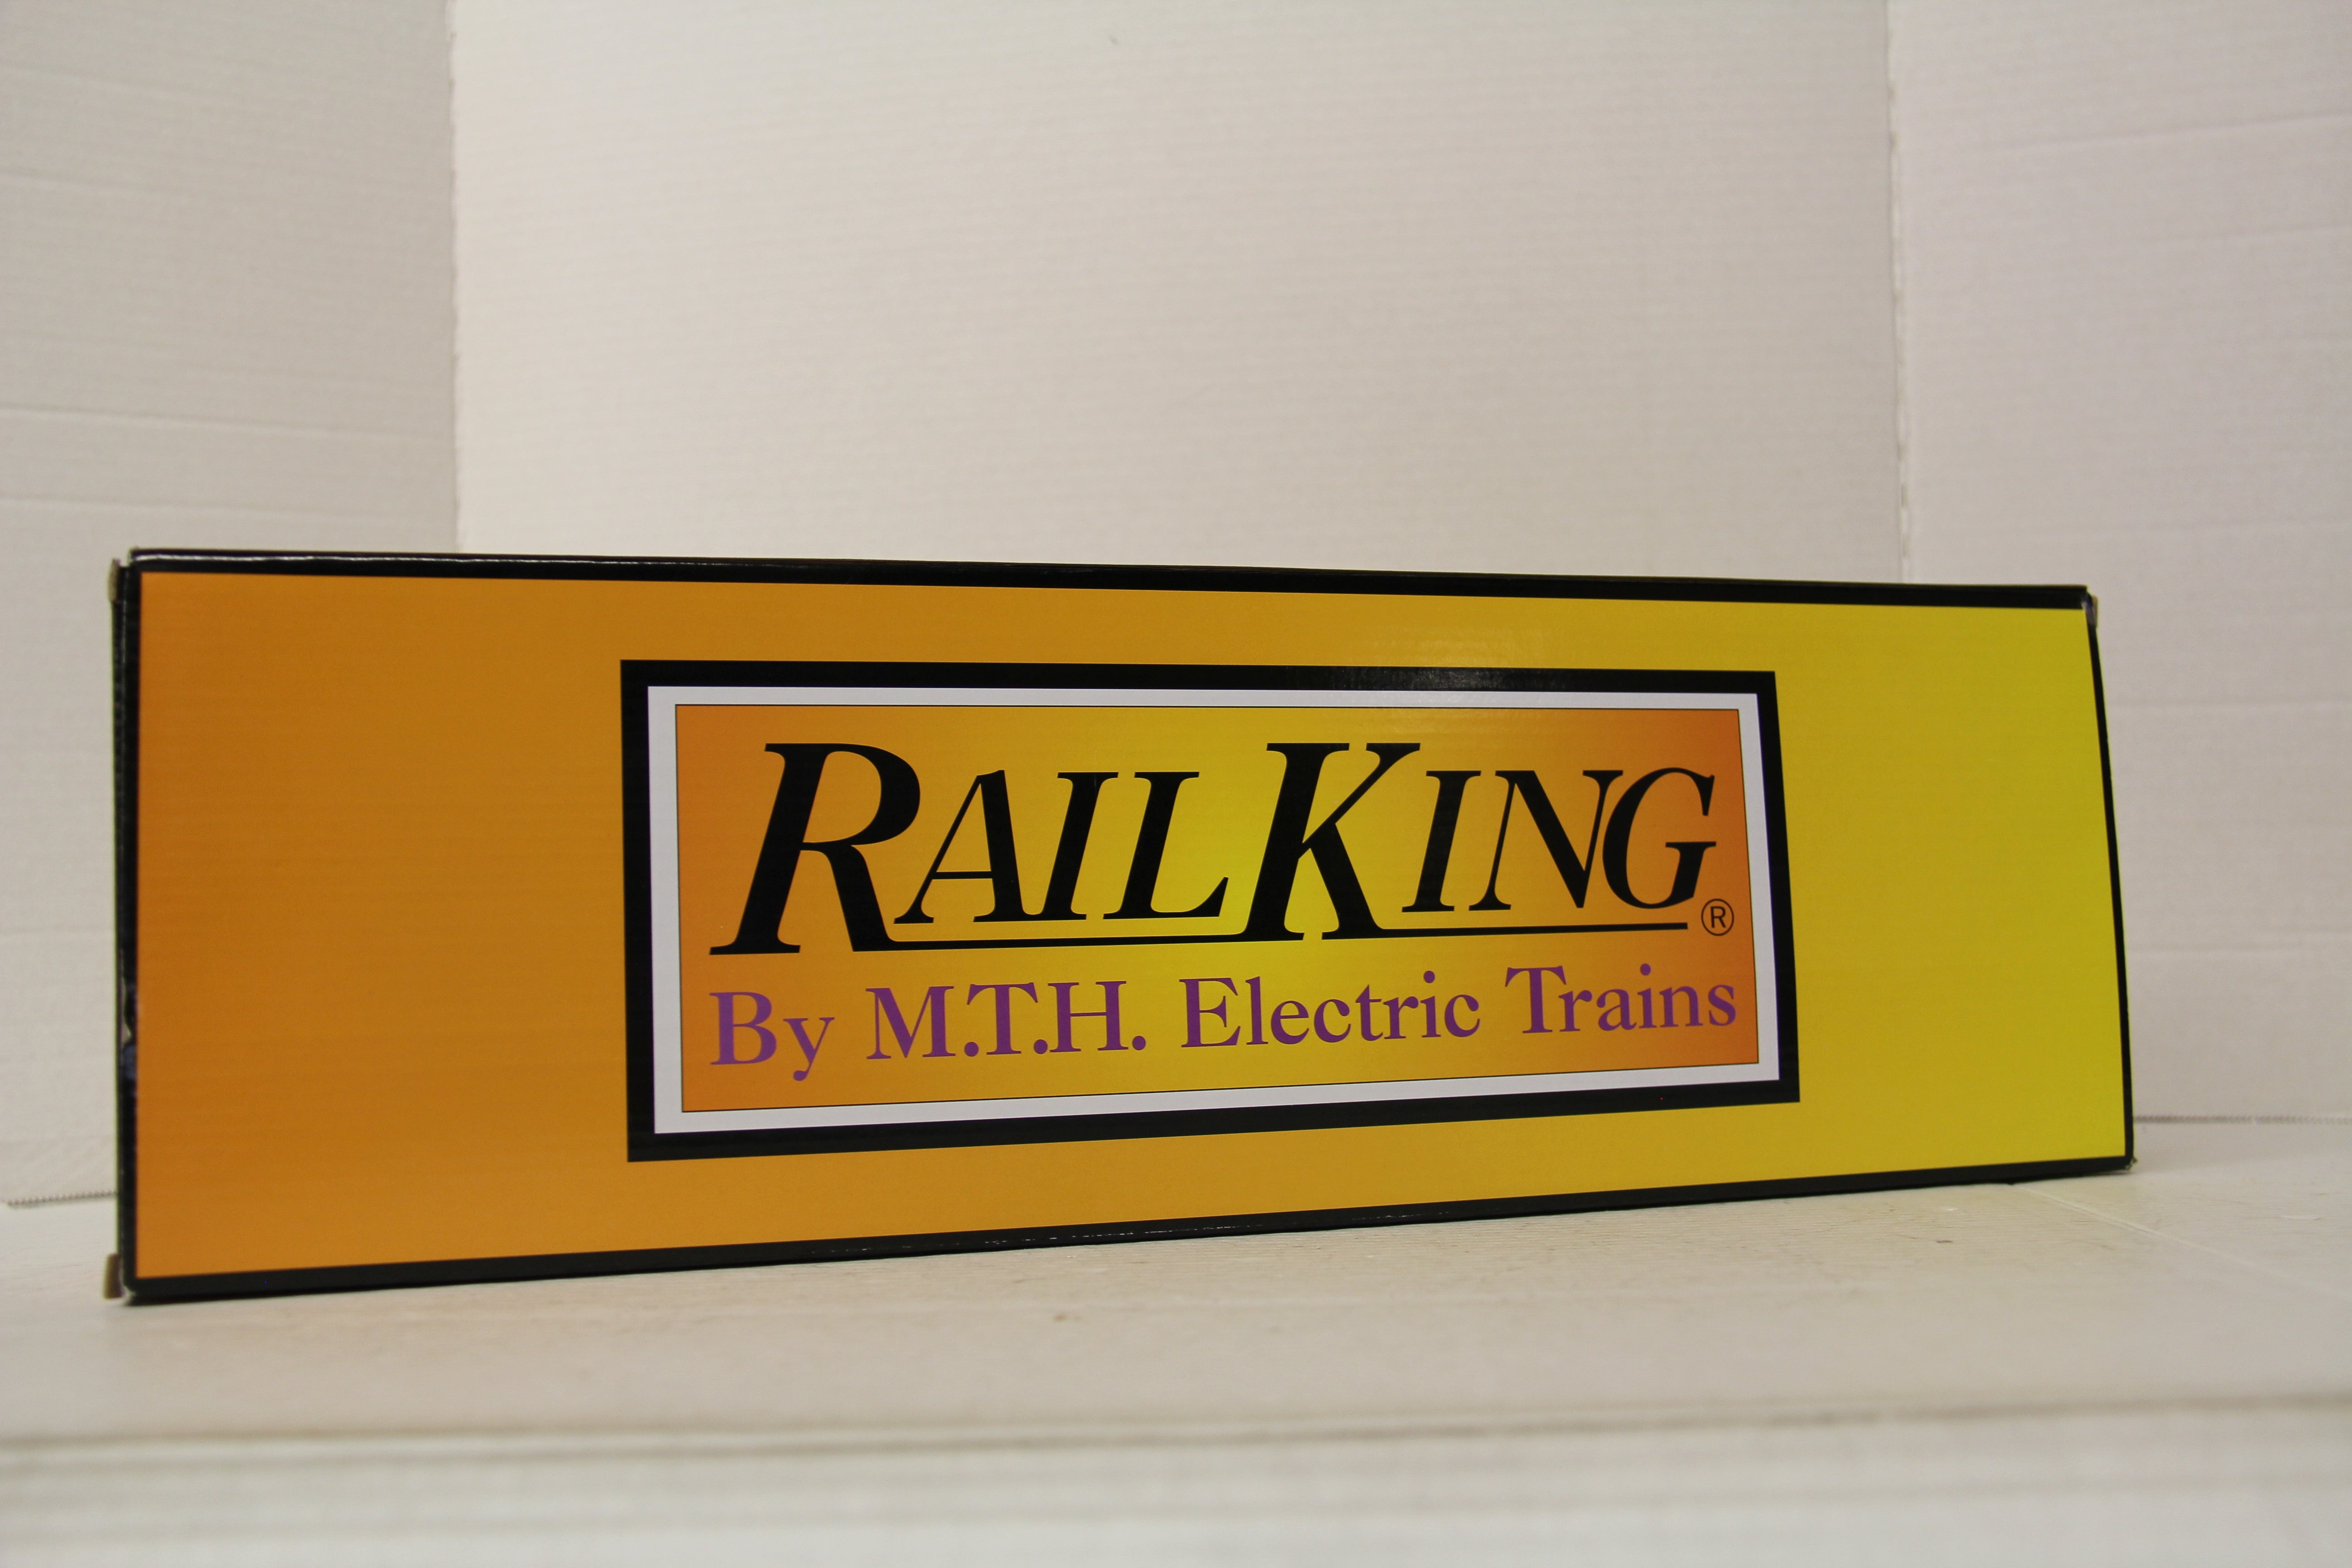 RAILKING®
By M.T.H. Electric Trains